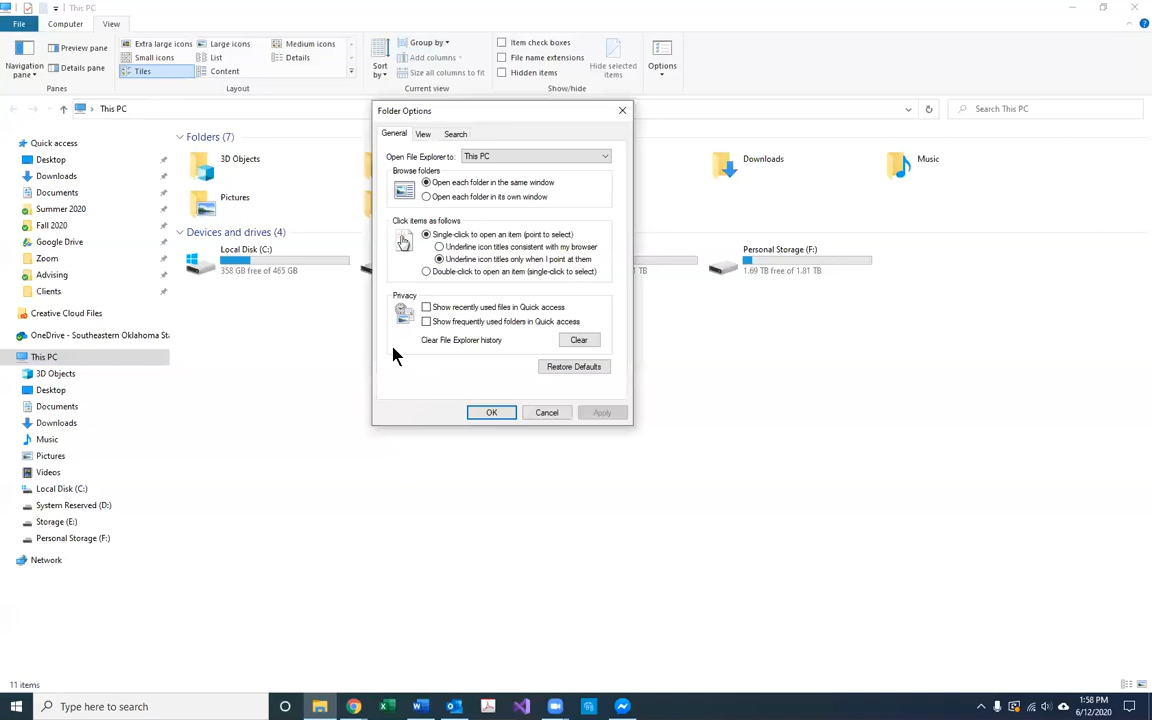 This PC
File Computer View
Navigation pane
Preview pane
Details pane
Panes
Extra large icons Large icons Medium icons
Small icons List Details
Tiles Content
Layout
Sort by
Group by
Add columns
Size all columns to fit
Current view
Item check boxes
File name extensions
Hidden items
Hide selected items
Show/hide
Options
This PC
Search This PC
Quick access
Desktop
Downloads
Documents
Summer 2020
Fall 2020
Google Drive
Zoom
Advising
Clients
Creative Cloud Files
OneDrive - Southeastern Oklahoma St
This PC
3D Objects
Desktop
Documents
Downloads
Music
Pictures
Videos
Local Disk (C:)
System Reserved (D:)
Storage (E:)
Personal Storage (F:)
Network
Folders (7)
3D Objects
Downloads
Music
Pictures
Devices and drives (4)
Local Disk (C:)
358 GB free of 465 GB
1 TB
Personal Storage (F:)
1.69 TB free of 1.81 TB
Folder Options
General View Search
Open File Explorer to: This PC
Browse folders
Open each folder in the same window
Open each folder in its own window
Click items as follows
Single-click to open an item (point to select)
Underline icon titles consistent with my browser
Underline icon titles only when I point at them
Double-click to open an item (single-click to select)
Privacy
Show recently used files in Quick access
Show frequently used folders in Quick access
Clear File Explorer history Clear
Restore Defaults
OK Cancel Apply
11 items
Type here to search
1:58 PM
6/12/2020